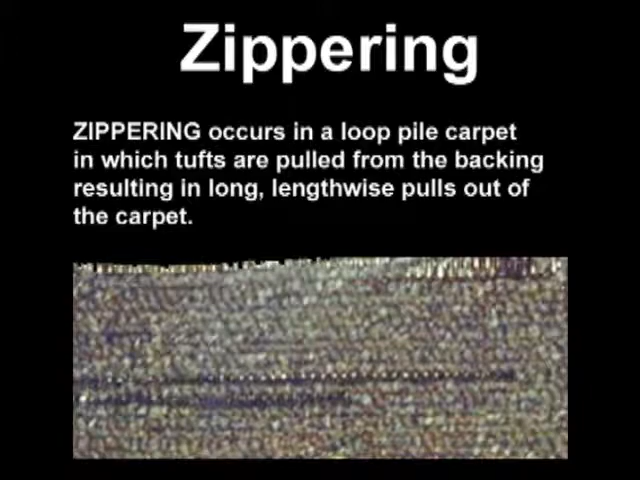 Zippering
ZIPPERING occurs in a loop pile carpet
in which tufts are pulled from the backing
resulting in long, lengthwise pulls out of
the carpet.